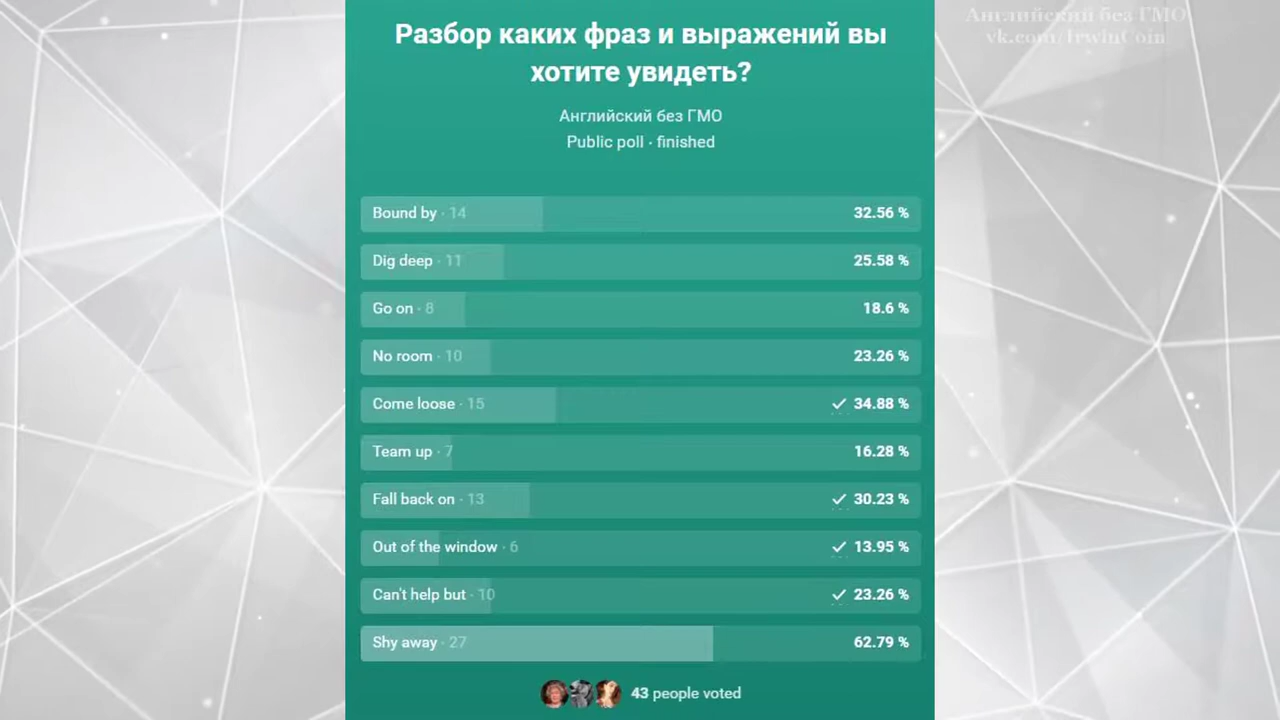 Разбор каких фраз и выражений вы
хотите увидеть?
Английский без ГМО
Public poll · finished
Bound by · 14 32.56 %
Dig deep · 11 25.58 %
Go on · 8 18.6 %
No room · 10 23.26 %
Come loose · 15 34.88 %
Team up · 7 16.28 %
Fall back on · 13 30.23 %
Out of the window · 6 13.95 %
Can't help but · 10 23.26 %
Shy away · 27 62.79 %
43 people voted
Английский без ГМО
vk.com/IrwinCoin